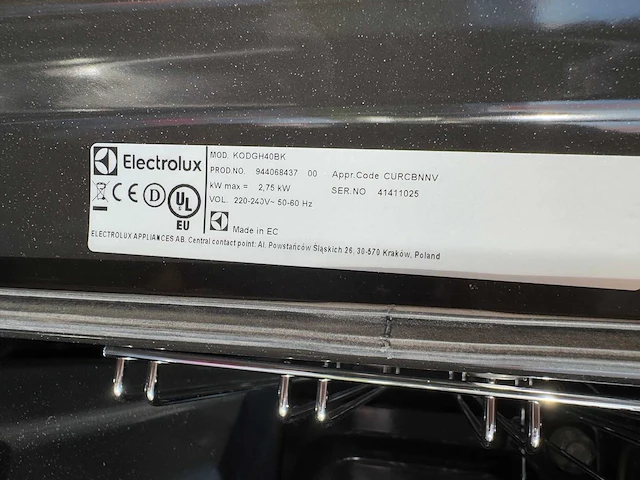 Electrolux
MOD. KODGH40BK
PROD.NO. 944068437 00 Appr.Code CURCBNNV
kW max = 2,75 kW SER.NO 41411025
VOL. 220-240V~ 50-60 Hz
CE D UL
EU
Made in EC
ELECTROLUX APPLIANCES AB. Central contact point: Al. Powstańców Śląskich 26, 30-570 Kraków, Poland